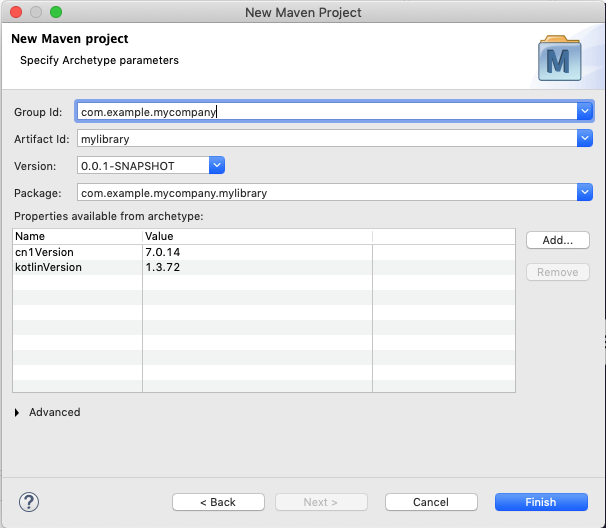 New Maven Project
New Maven project
Specify Archetype parameters
M
Group Id: com.example.mycompany
Artifact Id: mylibrary
Version: 0.0.1-SNAPSHOT
Package: com.example.mycompany.mylibrary
Properties available from archetype:
Name Value
Add...
cn1Version 7.0.14
kotlinVersion 1.3.72
Remove
Advanced
? < Back Next > Cancel Finish